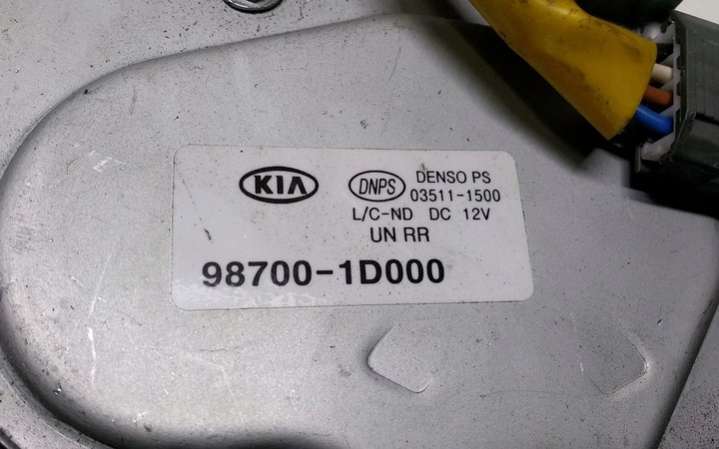 KIA DNPS DENSO PS
03511-1500
L/C-ND DC 12V
UN RR
98700-1D000